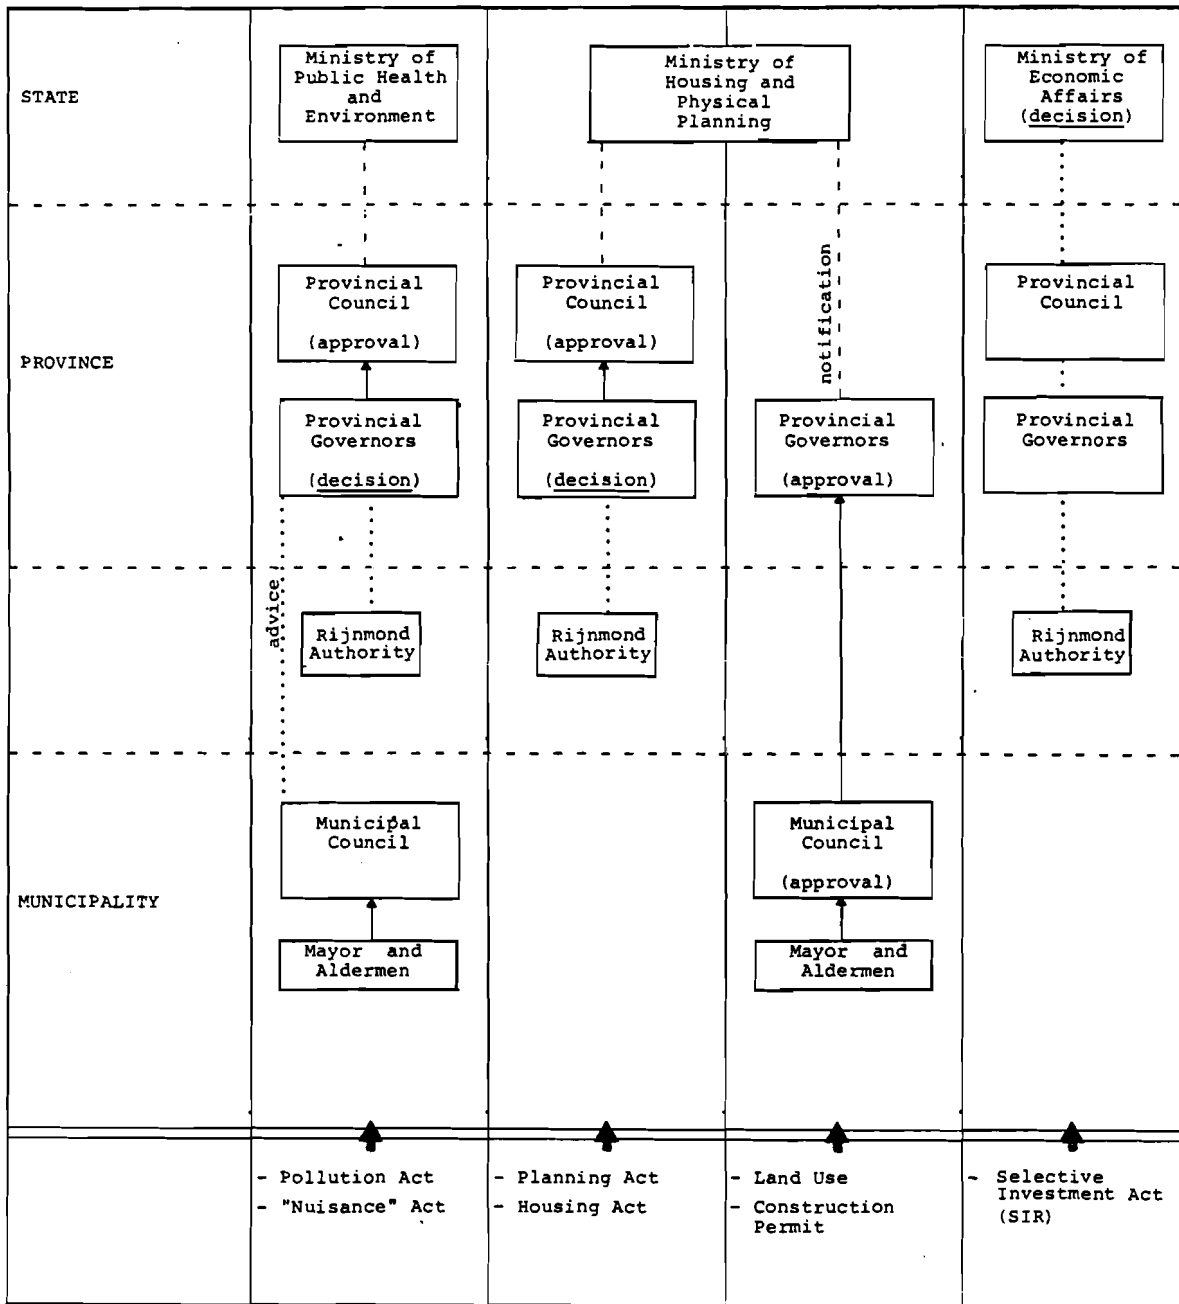 STATE
Ministry of
Public Health
and
Environment
Ministry of
Housing and
Physical
Planning
Ministry of
Economic
Affairs
(decision)
PROVINCE
Provincial
Council
(approval)
Provincial
Governors
(decision)
Provincial
Council
(approval)
Provincial
Governors
(decision)
notification
Provincial
Governors
(approval)
Provincial
Council
Provincial
Governors
advice
Rijnmond
Authority
Rijnmond
Authority
Rijnmond
Authority
MUNICIPALITY
Municipal
Council
Mayor and
Aldermen
Municipal
Council
(approval)
Mayor and
Aldermen
- Pollution Act
- "Nuisance" Act
- Planning Act
- Housing Act
- Land Use
- Construction
Permit
- Selective
Investment Act
(SIR)